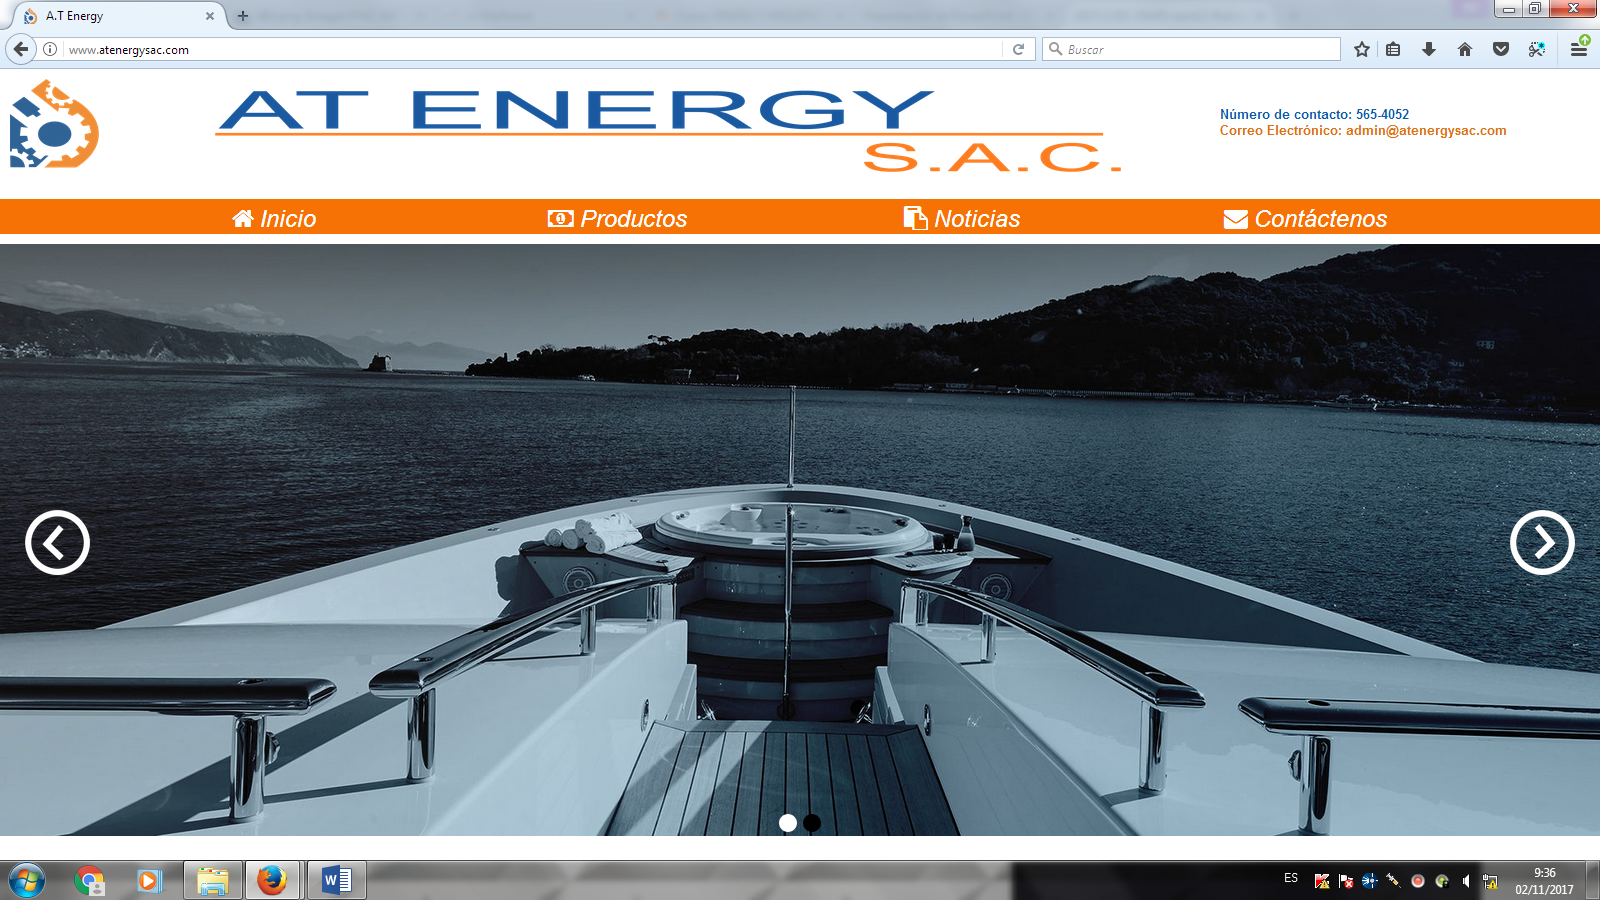 A.T Energy
www.atenergysac.com
Buscar
AT ENERGY
S.A.C.
Número de contacto: 565-4052
Correo Electrónico: admin@atenergysac.com
Inicio
Productos
Noticias
Contáctenos
ES
9:36
02/11/2017